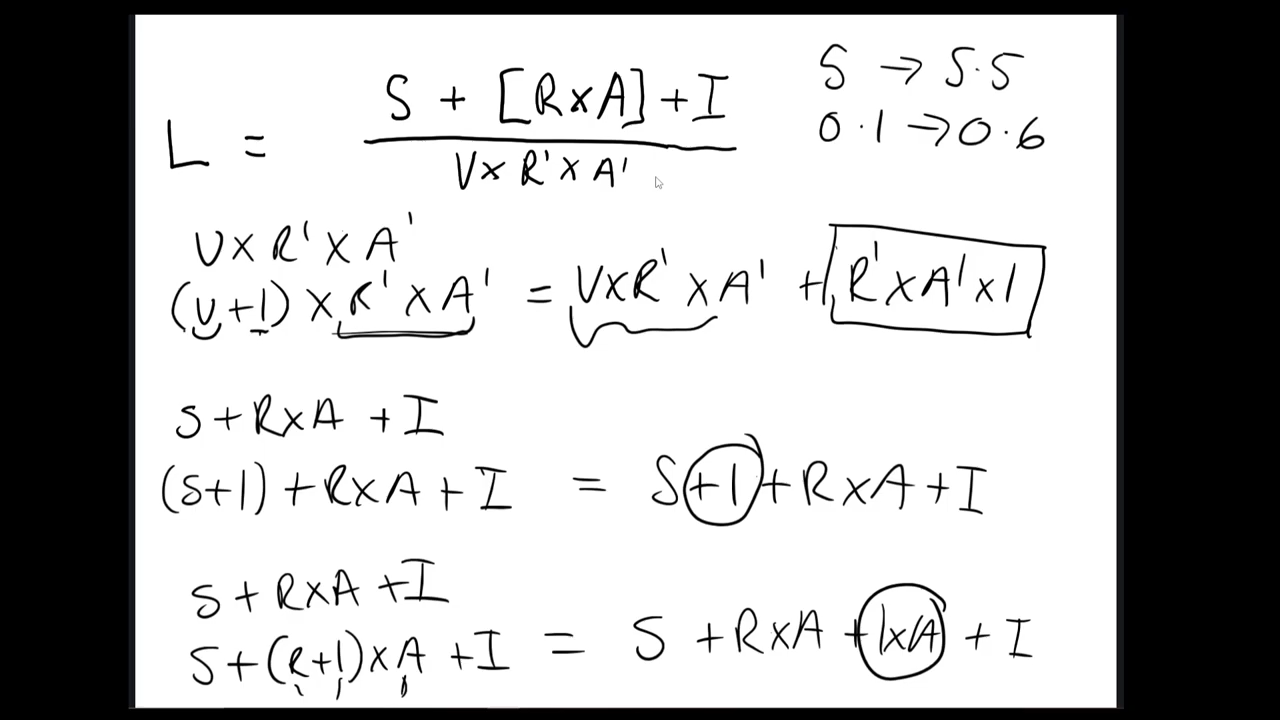 L = S + [R×A] + I / V× R'× A'
S → 5.5
0.1 → 0.6
V× R'× A'
(V+1) × R'× A' = V×R'×A' + R'×A'×1
S+R×A +I
(S+1) +R×A +I = S+1+R×A+I
S+R×A +I
S+(R+1)×A +I = S +R×A +1×A + I